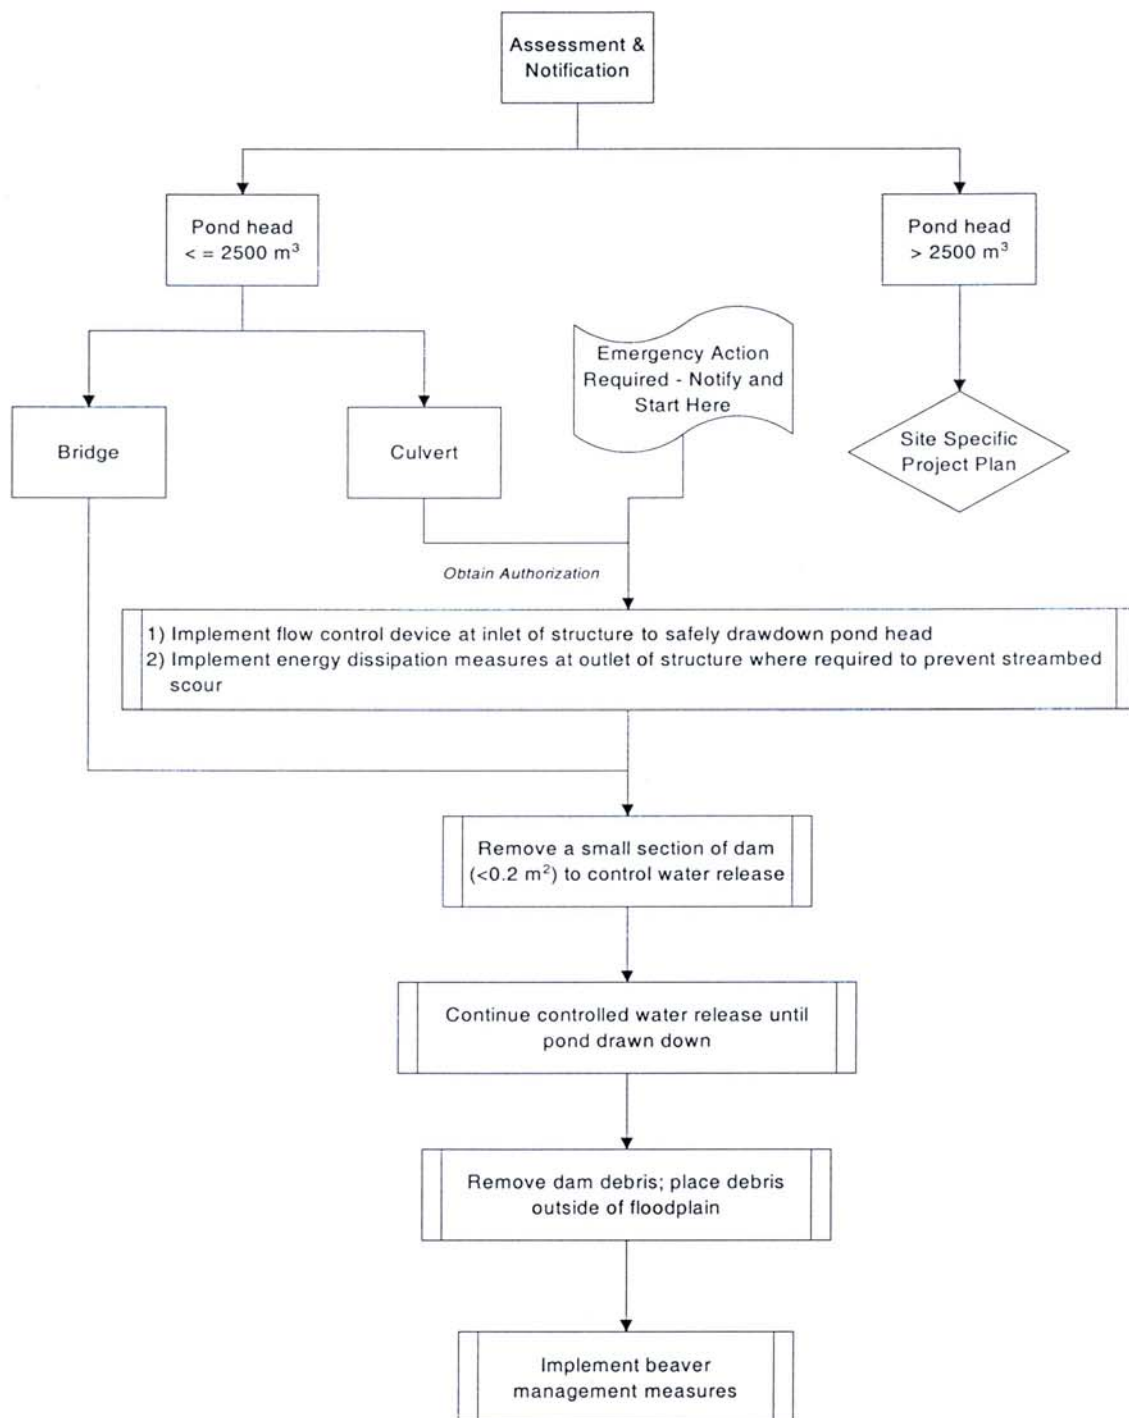 Assessment &
Notification
Pond head
< = 2500 m³
Pond head
> 2500 m³
Emergency Action
Required - Notify and
Start Here
Bridge
Culvert
Site Specific
Project Plan
Obtain Authorization
1) Implement flow control device at inlet of structure to safely drawdown pond head
2) Implement energy dissipation measures at outlet of structure where required to prevent streambed
scour
Remove a small section of dam
(<0.2 m²) to control water release
Continue controlled water release until
pond drawn down
Remove dam debris; place debris
outside of floodplain
Implement beaver
management measures